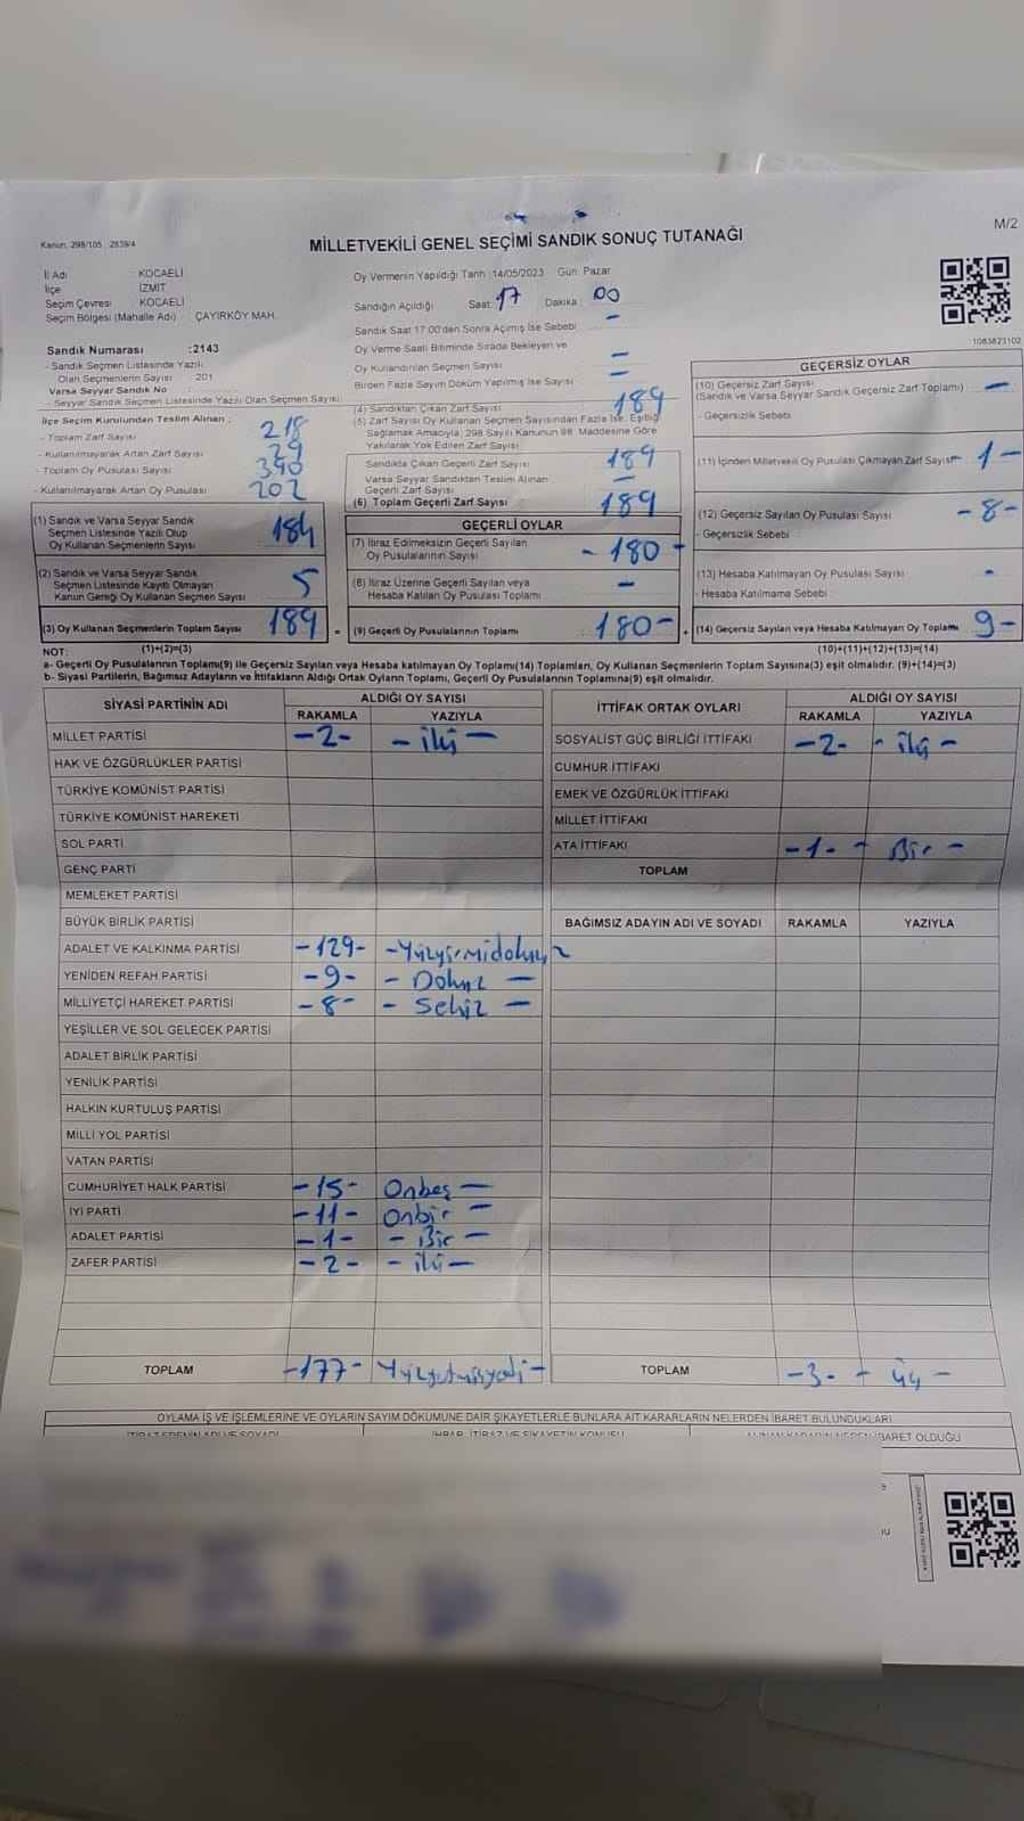 M/2
Kanun, 298/105 , 2839/4
MİLLETVEKİLİ GENEL SEÇİMİ SANDIK SONUÇ TUTANAĞI
İl Adı : KOCAELİ
İlçe İZMİT
Seçim Çevresi : KOCAELİ
Seçim Bölgesi (Mahalle Adı) : ÇAYIRKÖY MAH.
Sandık Numarası :2143
- Sandık Seçmen Listesinde Yazılı
Olan Seçmenlerin Sayısı : 201
Varsa Seyyar Sandık No :
- Seyyar Sandık Seçmen Listesinde Yazılı Olan Seçmen Sayısı:
İlçe Seçim Kurulundan Teslim Alınan :
- Toplam Zarf Sayısı 218
- Kullanılmayarak Artan Zarf Sayısı 29
- Toplam Oy Pusulası Sayısı 390
- Kullanılmayarak Artan Oy Pusulası 202
(1) Sandık ve Varsa Seyyar Sandık
Seçmen Listesinde Yazılı Olup
Oy Kullanan Seçmenlerin Sayısı 184
(2) Sandık ve Varsa Seyyar Sandık
Seçmen Listesinde Kayıtlı Olmayan
Kanun Gereği Oy Kullanan Seçmen Sayısı 5
(3) Oy Kullanan Seçmenlerin Toplam Sayısı 189
(1)+(2)=(3)
Oy Vermenin Yapıldığı Tarih :14/05/2023 Gün: Pazar
Sandığın Açıldığı Saat: 17 Dakika : 00
Sandık Saat 17:00'den Sonra Açımış İse Sebebi -
Oy Verme Saati Bitiminde Sırada Bekleyen ve
Oy Kullandırılan Seçmen Sayısı -
Birden Fazla Sayım Döküm Yapılmış İse Sayısı -
(4) Sandıktan Çıkan Zarf Sayısı 189
(5) Zarf Sayısı Oy Kullanan Seçmen Sayısından Fazla İse, Eşitliği
Sağlamak Amacıyla, 298 Sayılı Kanunun 98. Maddesine Göre
Yakılarak Yok Edilen Zarf Sayısı
Sandıkta Çıkan Geçerli Zarf Sayısı 189
Varsa Seyyar Sandıktan Teslim Alınan
Geçerli Zarf Sayısı -
(6) Toplam Geçerli Zarf Sayısı 189
GEÇERLİ OYLAR
(7) İtiraz Edilmeksizin Geçerli Sayılan
Oy Pusulalarının Sayısı - 180 -
(8) İtiraz Üzerine Geçerli Sayılan veya
Hesaba Katılan Oy Pusulası Toplamı -
(9) Geçerli Oy Pusulalarının Toplamı 180-
1083823102
GEÇERSİZ OYLAR
(10) Geçersiz Zarf Sayısı
(Sandık ve Varsa Seyyar Sandık Geçersiz Zarf Toplamı) -
- Geçersizlik Sebebi
(11) İçinden Milletvekili Oy Pusulası Çıkmayan Zarf Sayısı - 1 -
(12) Geçersiz Sayılan Oy Pusulası Sayısı - 8 -
- Geçersizlik Sebebi
(13) Hesaba Katılmayan Oy Pusulası Sayısı -
- Hesaba Katılmama Sebebi
(14) Geçersiz Sayılan veya Hesaba Katılmayan Oy Toplamı 9-
(10)+(11)+(12)+(13)=(14)
NOT:
a- Geçerli Oy Pusulalarının Toplamı(9) ile Geçersiz Sayılan veya Hesaba katılmayan Oy Toplamı(14) Toplamları, Oy Kullanan Seçmenlerin Toplam Sayısına(3) eşit olmalıdır. (9)+(14)=(3)
b- Siyasi Partilerin, Bağımsız Adayların ve İttifakların Aldığı Ortak Oyların Toplamı, Geçerli Oy Pusulalarının Toplamına(9) eşit olmalıdır.
SİYASİ PARTİNİN ADI ALDIĞI OY SAYISI
RAKAMLA YAZIYLA
MİLLET PARTİSİ -2- - iki -
HAK VE ÖZGÜRLÜKLER PARTİSİ
TÜRKİYE KOMÜNİST PARTİSİ
TÜRKİYE KOMÜNİST HAREKETİ
SOL PARTİ
GENÇ PARTİ
MEMLEKET PARTİSİ
BÜYÜK BİRLİK PARTİSİ
ADALET VE KALKINMA PARTİSİ -129- -Yüzyirmidokuz
YENİDEN REFAH PARTİSİ -9- - Dokuz -
MİLLİYETÇİ HAREKET PARTİSİ -8- - Sekiz -
YEŞİLLER VE SOL GELECEK PARTİSİ
ADALET BİRLİK PARTİSİ
YENİLİK PARTİSİ
HALKIN KURTULUŞ PARTİSİ
MİLLİ YOL PARTİSİ
VATAN PARTİSİ
CUMHURİYET HALK PARTİSİ -15- Onbeş -
İYİ PARTİ -11- Onbir -
ADALET PARTİSİ -1- - Bir -
ZAFER PARTİSİ -2- - iki -
TOPLAM -177- Yüzyetmişyedi -
İTTİFAK ORTAK OYLARI ALDIĞI OY SAYISI
RAKAMLA YAZIYLA
SOSYALİST GÜÇ BİRLİĞİ İTTİFAKI -2- - iki -
CUMHUR İTTİFAKI
EMEK VE ÖZGÜRLÜK İTTİFAKI
MİLLET İTTİFAKI
ATA İTTİFAKI -1- - Bir -
TOPLAM
BAĞIMSIZ ADAYIN ADI VE SOYADI RAKAMLA YAZIYLA
TOPLAM -3- - üç -
OYLAMA İŞ VE İŞLEMLERİNE VE OYLARIN SAYIM DÖKÜMÜNE DAİR ŞİKAYETLERLE BUNLARA AİT KARARLARIN NELERDEN İBARET BULUNDUKLARI
İTİRAZ EDENİN ADI VE SOYADI İHBAR, İTİRAZ VE ŞİKAYETİN KONUSU ALINAN KARARIN NEDEN İBARET OLDUĞU